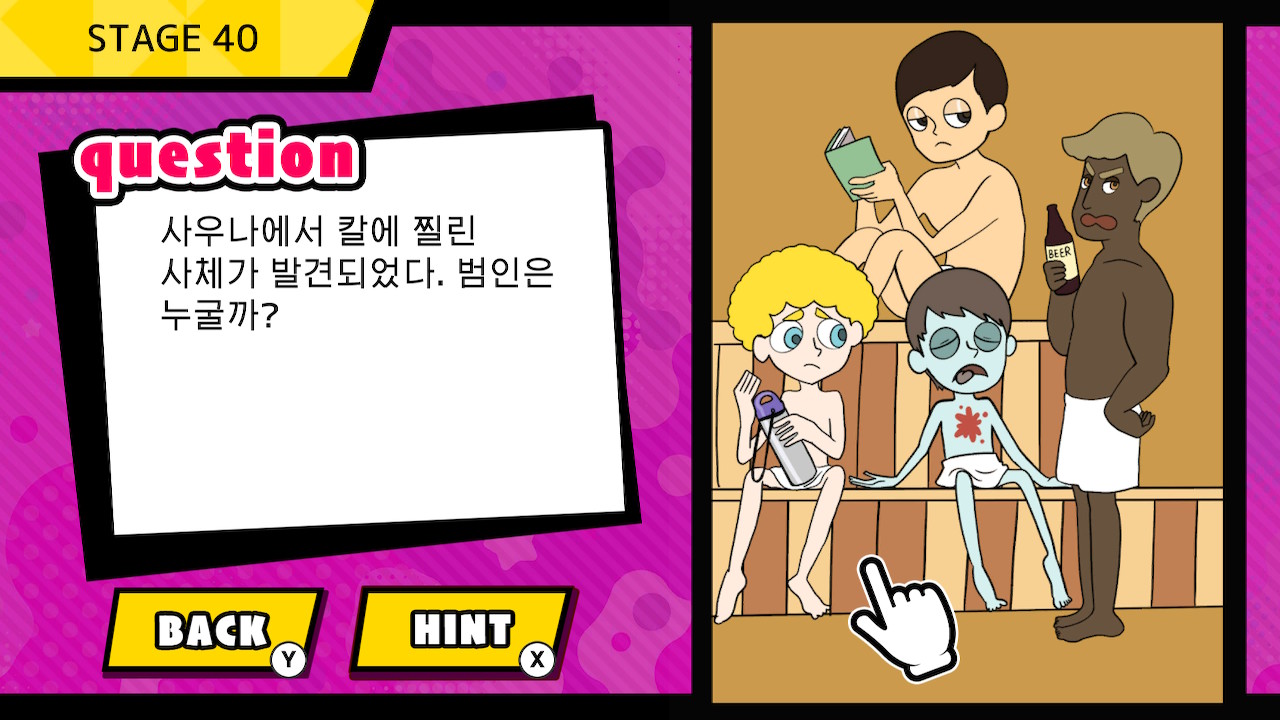 STAGE 40
question
사우나에서 칼에 찔린
사체가 발견되었다. 범인은
누굴까?
BEER
BACK
Y
HINT
X